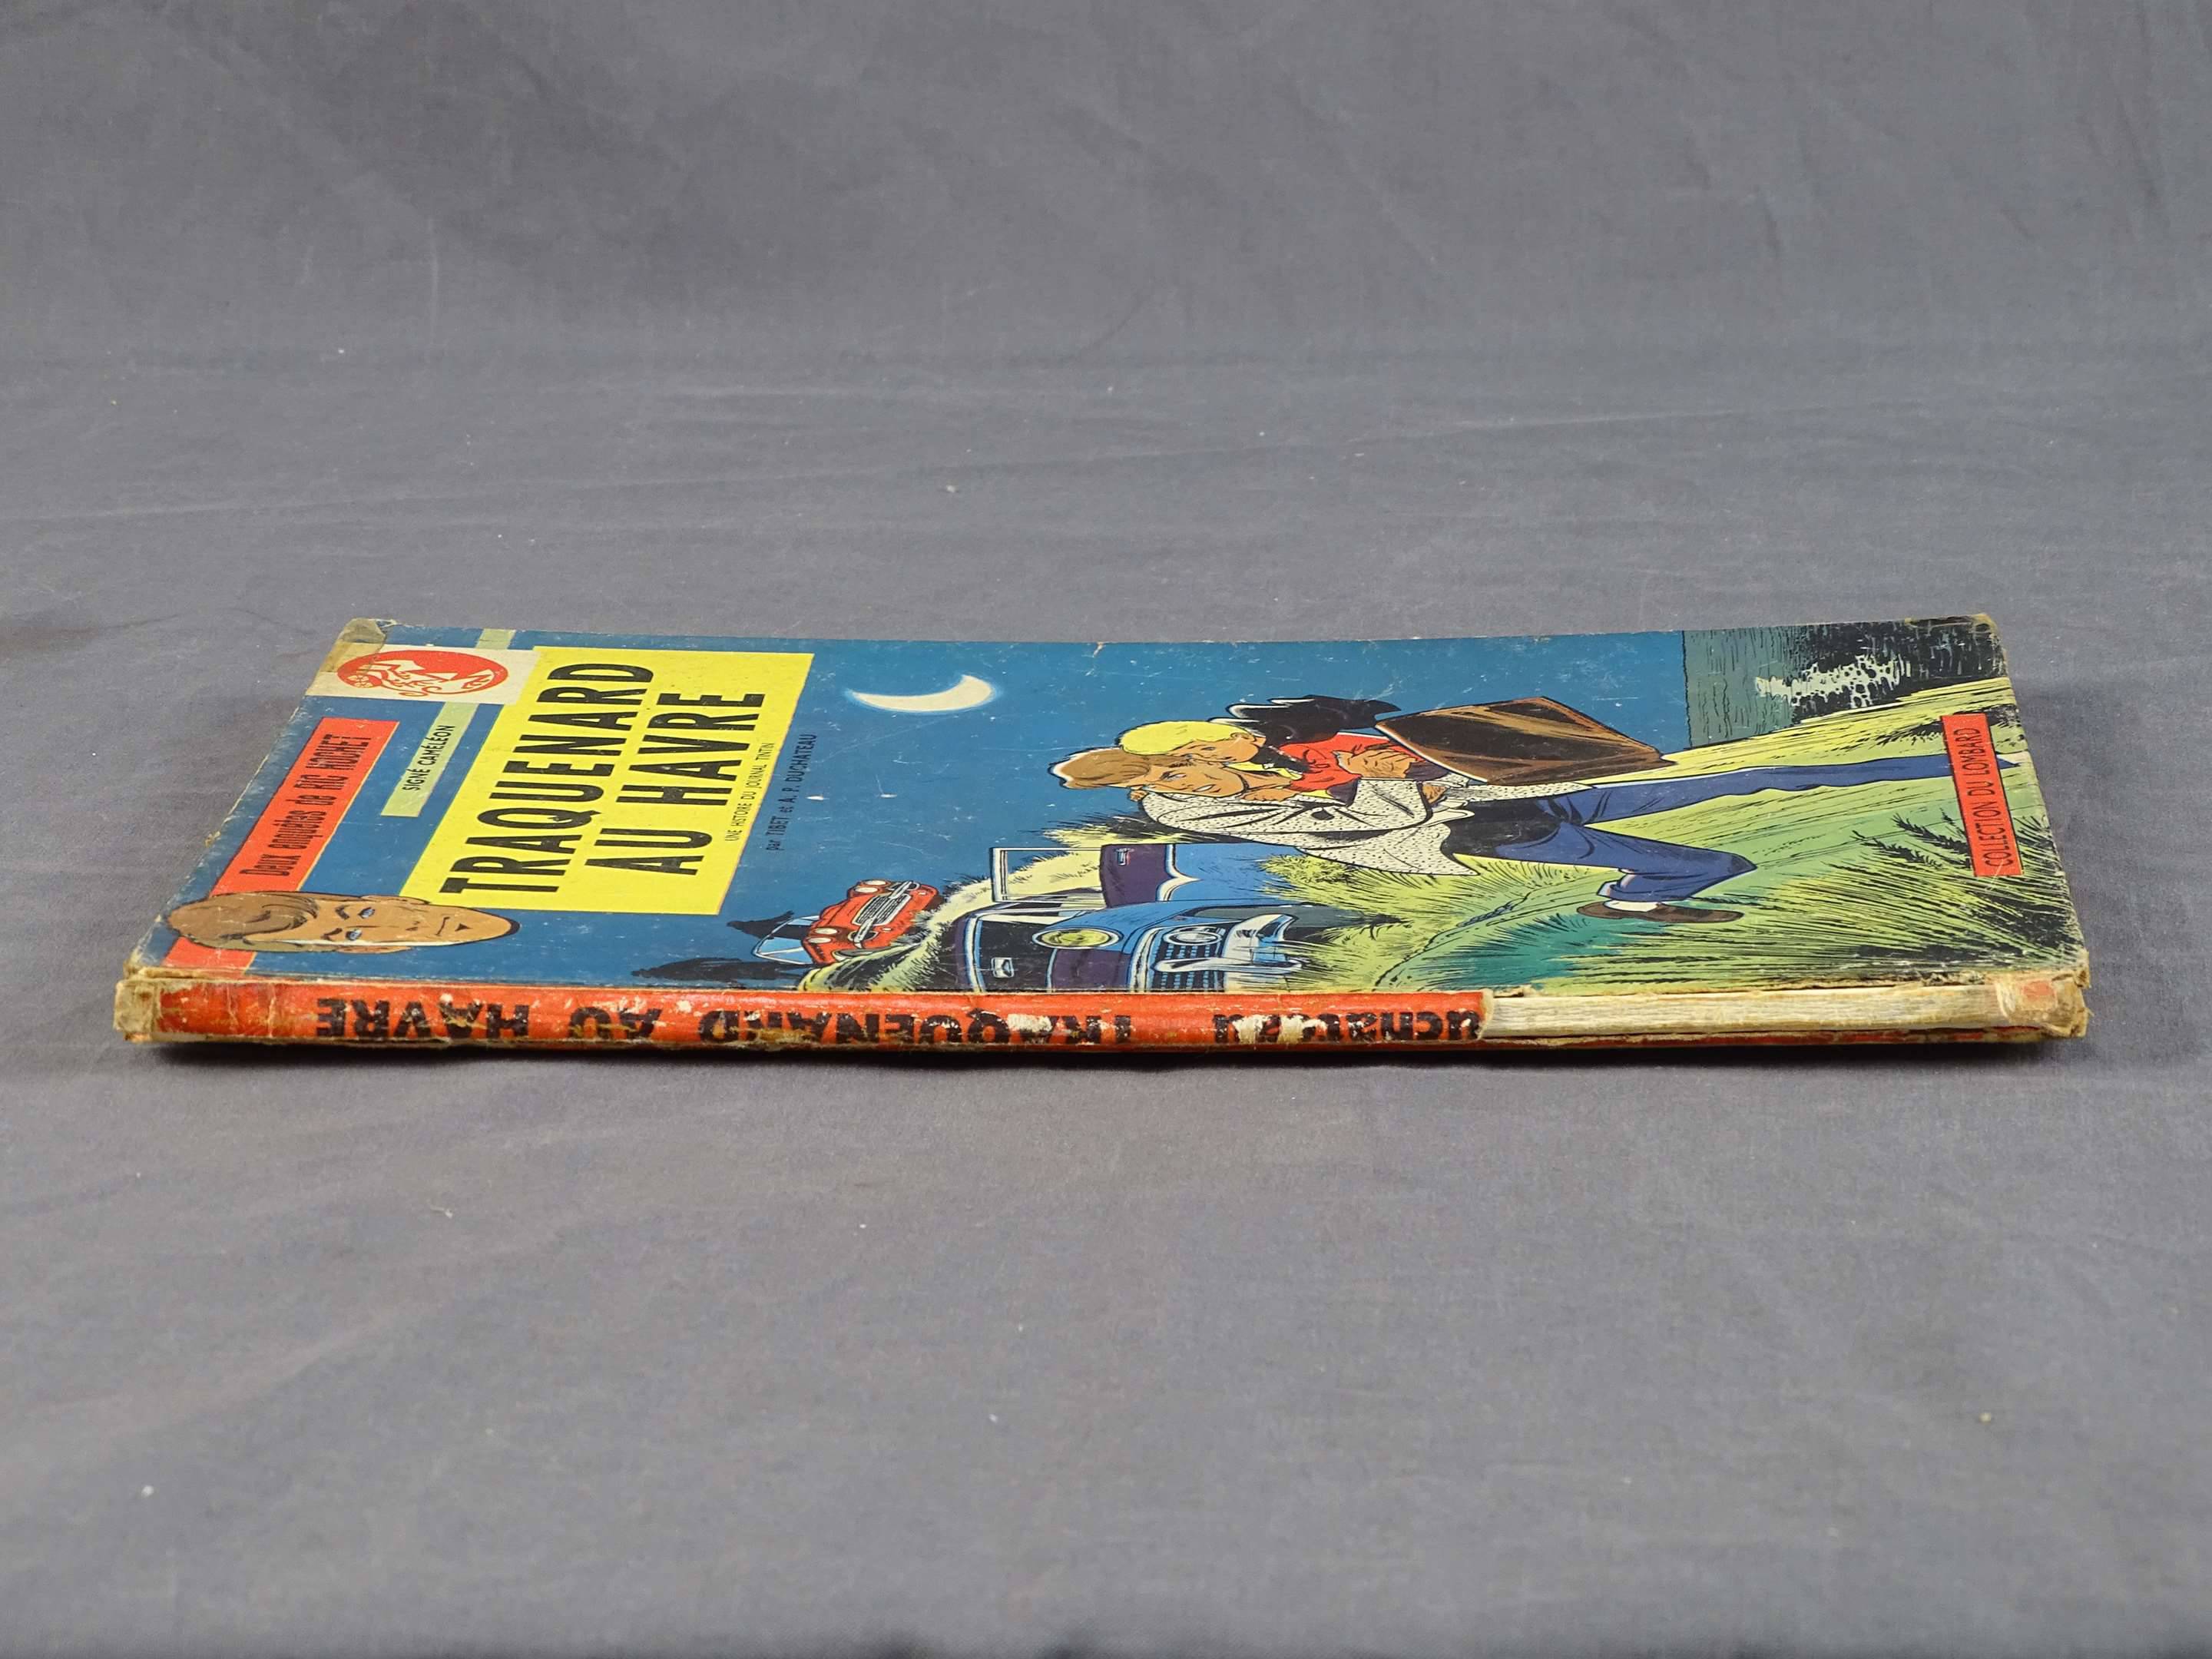 Deux enquêtes de RIC HOCHET
SIGNÉ CAMÉLÉON
TRAQUENARD
AU HAVRE
UNE HISTOIRE DU JOURNAL TINTIN
par TIBET et A. P. DUCHATEAU
COLLECTION DU LOMBARD
uchateau TRAQUENARD AU HAVRE